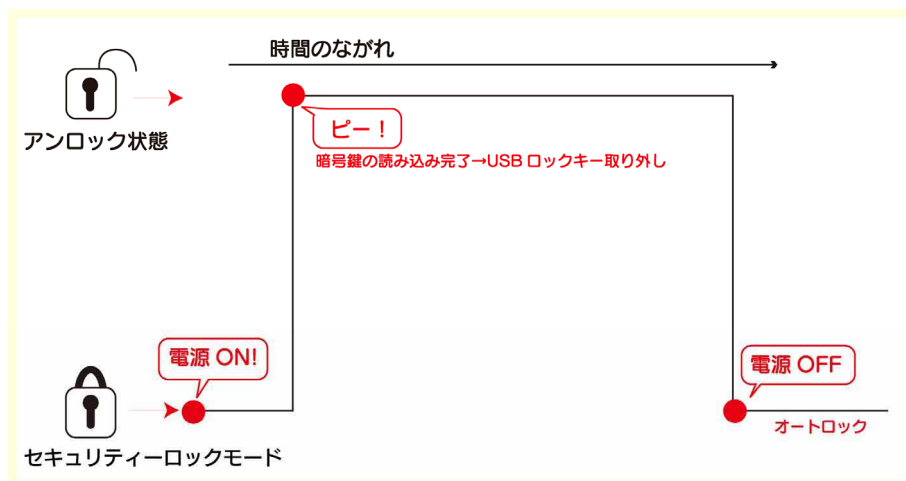 時間のながれ
アンロック状態
ピー！
暗号鍵の読み込み完了→USB ロックキー取り外し
電源 ON!
電源 OFF
オートロック
セキュリティーロックモード